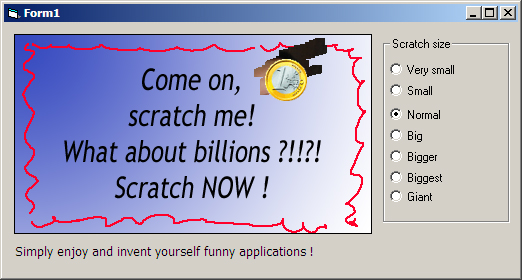 Form1
Come on,
scratch me!
What about billions ?!!?!
Scratch NOW !
Scratch size
Very small
Small
Normal
Big
Bigger
Biggest
Giant
Simply enjoy and invent yourself funny applications !